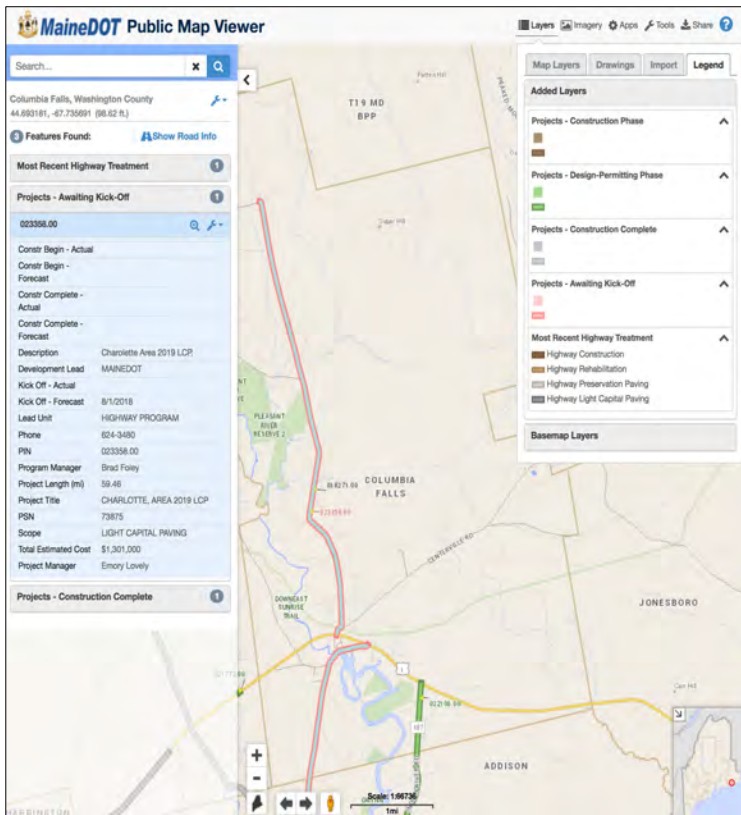 MaineDOT Public Map Viewer
Layers Imagery Apps Tools Share ?
Search...
Columbia Falls, Washington County
44.693181, -67.735691 (98.62 ft.)
3 Features Found: Show Road Info
Most Recent Highway Treatment 1
Projects - Awaiting Kick-Off 1
023358.00
Constr Begin - Actual
Constr Begin -
Forecast
Constr Complete -
Actual
Constr Complete -
Forecast
Description Charolette Area 2019 LCP.
Development Lead MAINEDOT
Kick Off - Actual
Kick Off - Forecast 8/1/2018
Lead Unit HIGHWAY PROGRAM
Phone 624-3480
PIN 023358.00
Program Manager Brad Foley
Project Length (mi) 59.46
Project Title CHARLOTTE, AREA 2019 LCP
PSN 73875
Scope LIGHT CAPITAL PAVING
Total Estimated Cost $1,301,000
Project Manager Emory Lovely
Projects - Construction Complete 1
Map Layers Drawings Import Legend
Added Layers
Projects - Construction Phase
Projects - Design-Permitting Phase
Projects - Construction Complete
Projects - Awaiting Kick-Off
Most Recent Highway Treatment
Highway Construction
Highway Rehabilitation
Highway Preservation Paving
Highway Light Capital Paving
Basemap Layers
T19 MD
BPP
PLEASANT
RIVER
RESERVE 2
COLUMBIA
FALLS
CENTERVILLE RD
DOWNEAST
SUNRISE
TRAIL
JONESBORO
1
187
ADDISON
HARRINGTON
Scale: 1:66736
1mi